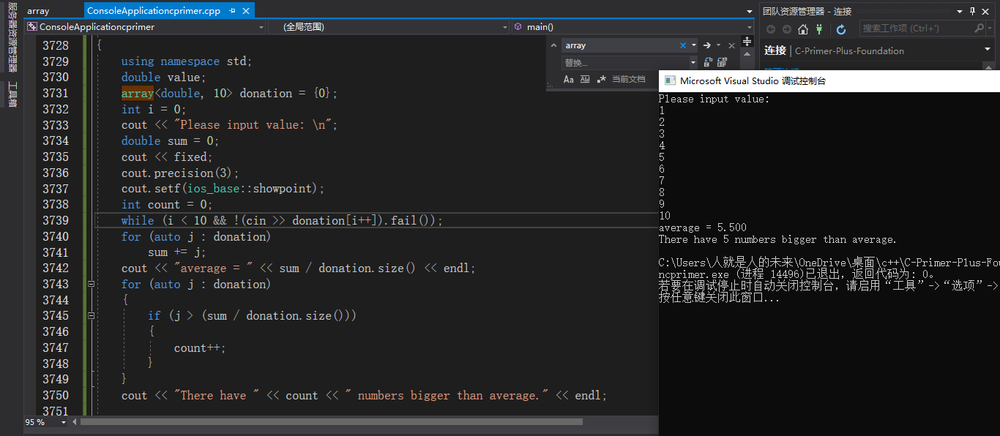 服务器资源管理器
工具箱
array
ConsoleApplicationcprimer.cpp
ConsoleApplicationcprimer
(全局范围)
main()
3728 {
3729 using namespace std;
3730 double value;
3731 array<double, 10> donation = {0};
3732 int i = 0;
3733 cout << "Please input value: \n";
3734 double sum = 0;
3735 cout << fixed;
3736 cout.precision(3);
3737 cout.setf(ios_base::showpoint);
3738 int count = 0;
3739 while (i < 10 && !(cin >> donation[i++]).fail());
3740 for (auto j : donation)
3741 sum += j;
3742 cout << "average = " << sum / donation.size() << endl;
3743 for (auto j : donation)
3744 {
3745 if (j > (sum / donation.size()))
3746 {
3747 count++;
3748 }
3749 }
3750 cout << "There have " << count << " numbers bigger than average." << endl;
3751
95 %
array
替换...
Aa Ab 当前文档
团队资源管理器 - 连接
搜索工作项 (Ctrl+')
连接 | C-Primer-Plus-Foundation
Microsoft Visual Studio 调试控制台
Please input value:
1
2
3
4
5
6
7
8
9
10
average = 5.500
There have 5 numbers bigger than average.
C:\Users\人就是人的未来\OneDrive\桌面\c++\C-Primer-Plus-Fou
ncprimer.exe (进程 14496)已退出，返回代码为: 0。
若要在调试停止时自动关闭控制台，请启用“工具”->“选项”->
按任意键关闭此窗口...